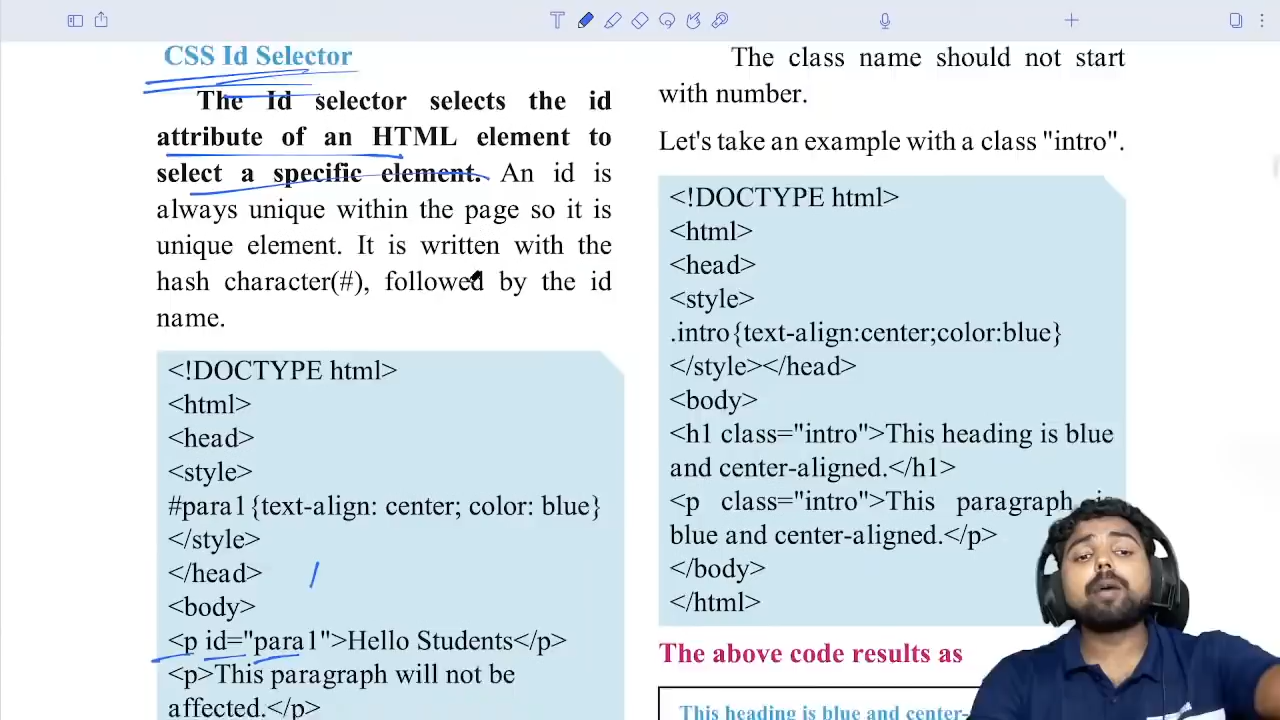 CSS Id Selector
The Id selector selects the id
attribute of an HTML element to
select a specific element. An id is
always unique within the page so it is
unique element. It is written with the
hash character(#), followed by the id
name.
<!DOCTYPE html>
<html>
<head>
<style>
#para1{text-align: center; color: blue}
</style>
</head>
<body>
<p id="para1">Hello Students</p>
<p>This paragraph will not be
affected.</p>
The class name should not start
with number.
Let's take an example with a class "intro".
<!DOCTYPE html>
<html>
<head>
<style>
.intro{text-align:center;color:blue}
</style></head>
<body>
<h1 class="intro">This heading is blue
and center-aligned.</h1>
<p class="intro">This paragraph is
blue and center-aligned.</p>
</body>
</html>
The above code results as
This heading is blue and center-